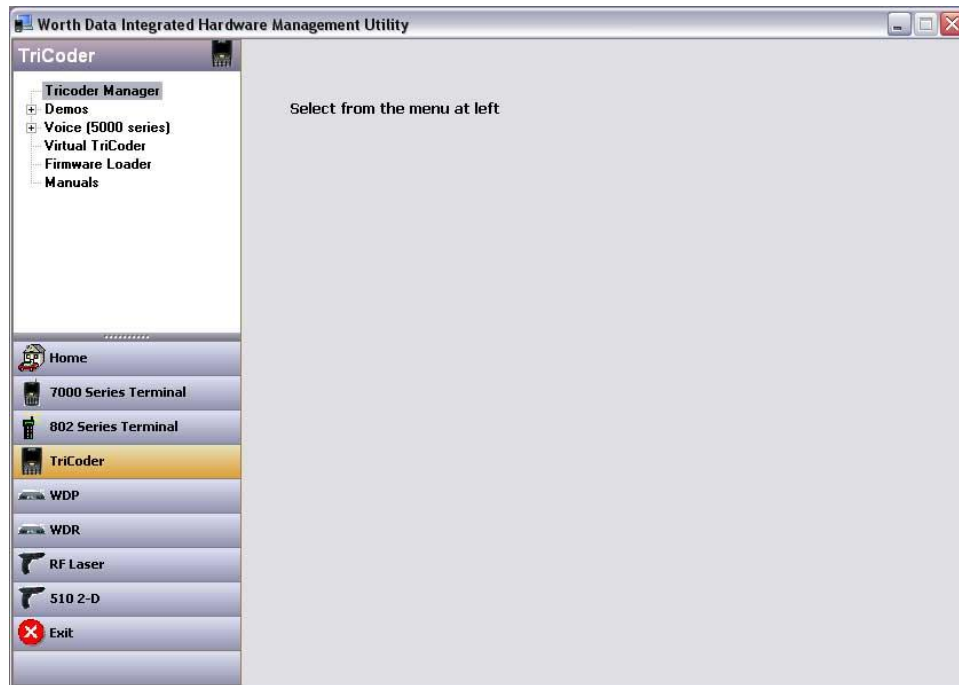 Worth Data Integrated Hardware Management Utility
TriCoder
Tricoder Manager
Demos
Voice (5000 series)
Virtual TriCoder
Firmware Loader
Manuals
Select from the menu at left
Home
7000 Series Terminal
802 Series Terminal
TriCoder
WDP
WDR
RF Laser
510 2-D
Exit